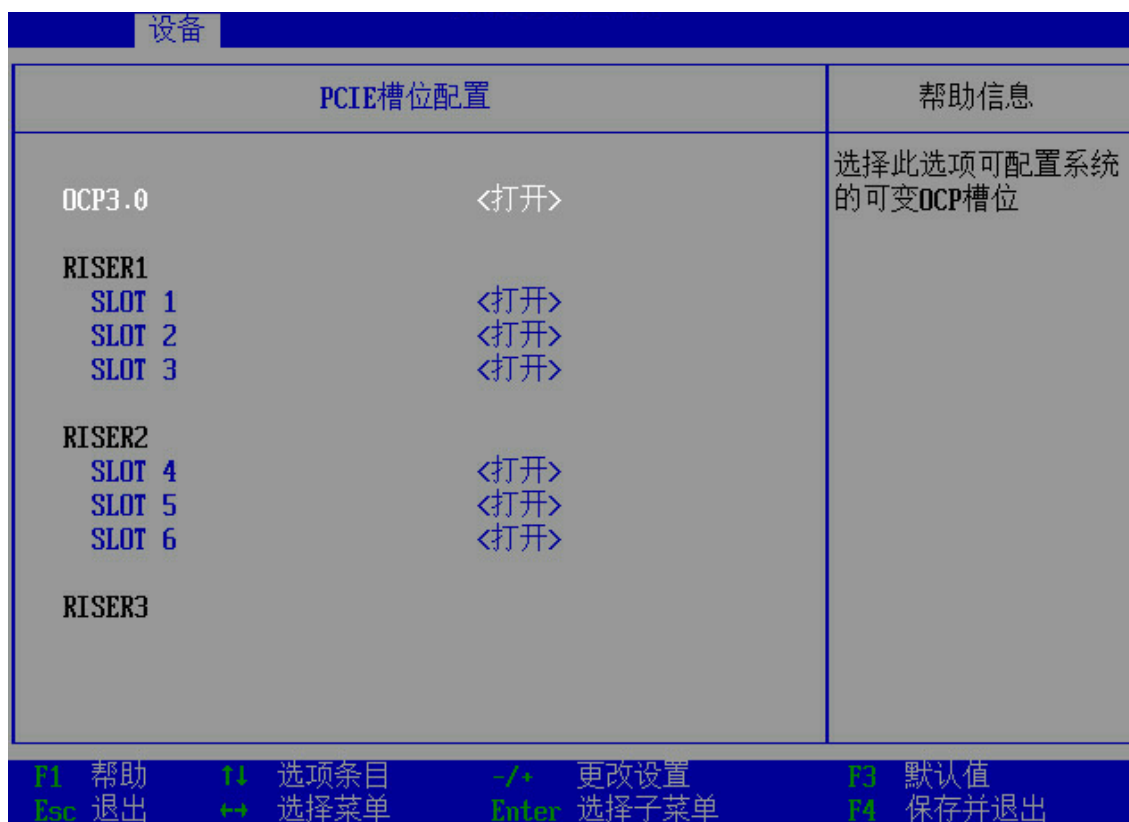 设备
PCIE槽位配置
帮助信息
OCP3.0 <打开>
选择此选项可配置系统
的可变OCP槽位
RISER1
SLOT 1 <打开>
SLOT 2 <打开>
SLOT 3 <打开>
RISER2
SLOT 4 <打开>
SLOT 5 <打开>
SLOT 6 <打开>
RISER3
F1 帮助 ↑↓ 选项条目 -/+ 更改设置 F3 默认值
Esc 退出 ←→ 选择菜单 Enter 选择子菜单 F4 保存并退出